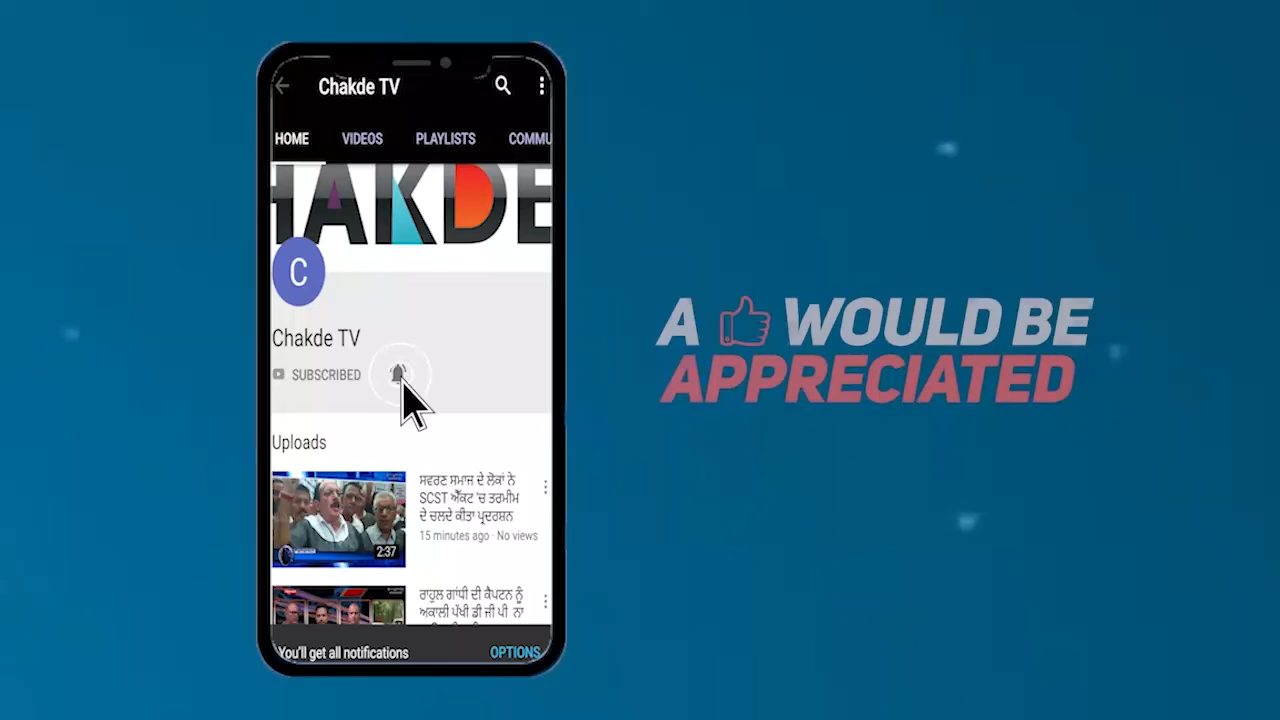 Chakde TV
HOME VIDEOS PLAYLISTS COMMU
HAKDE
C
Chakde TV
SUBSCRIBED
Uploads
ਸਵਰਣ ਸਮਾਜ ਦੇ ਲੋਕਾਂ ਨੇ
SCST ਐਕਟ 'ਚ ਤਰਮੀਮ
ਦੇ ਚਲਦੇ ਕੀਤਾ ਪ੍ਰਦਰਸ਼ਨ
15 minutes ago · No views
2:37
ਰਾਹੁਲ ਗਾਂਧੀ ਦੀ ਕੈਪਟਨ ਨੂੰ
ਅਕਾਲੀ ਪੱਖੀ ਡੀ ਜੀ ਪੀ ਨਾ
You'll get all notifications OPTIONS
A WOULD BE
APPRECIATED